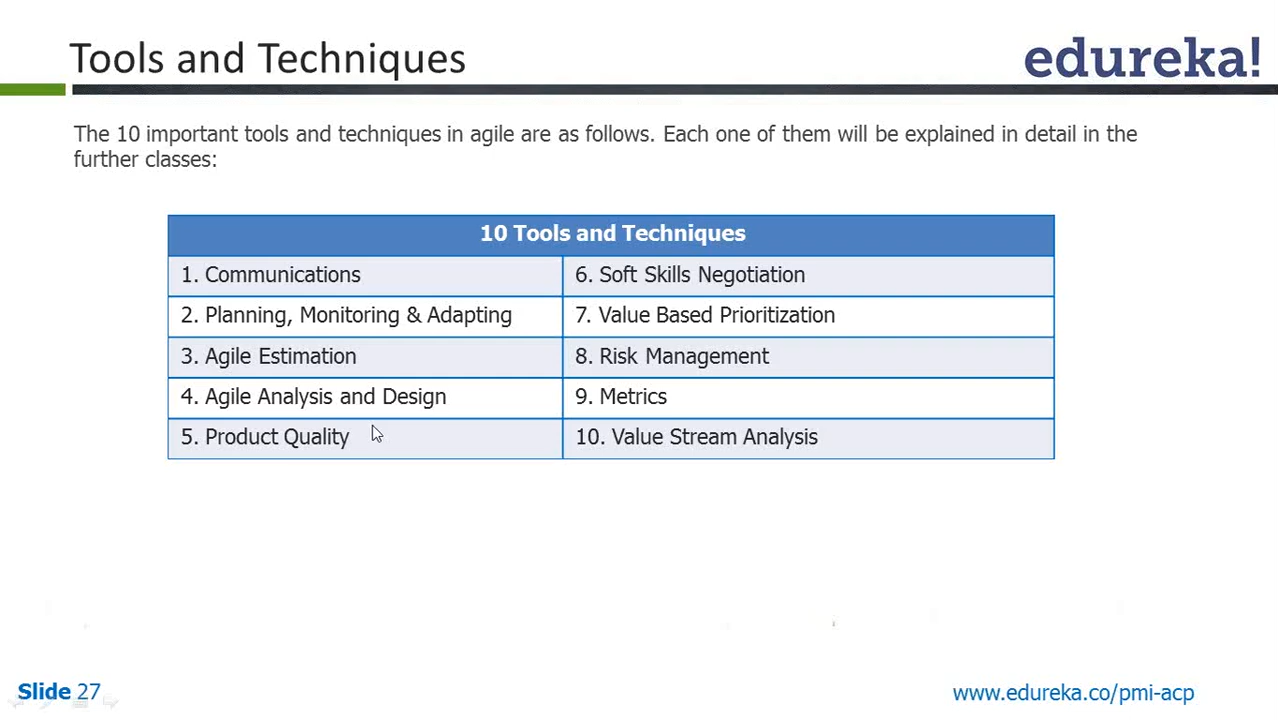 Tools and Techniques
edureka!
The 10 important tools and techniques in agile are as follows. Each one of them will be explained in detail in the
further classes:
10 Tools and Techniques
1. Communications
6. Soft Skills Negotiation
2. Planning, Monitoring & Adapting
7. Value Based Prioritization
3. Agile Estimation
8. Risk Management
4. Agile Analysis and Design
9. Metrics
5. Product Quality
10. Value Stream Analysis
Slide 27
www.edureka.co/pmi-acp